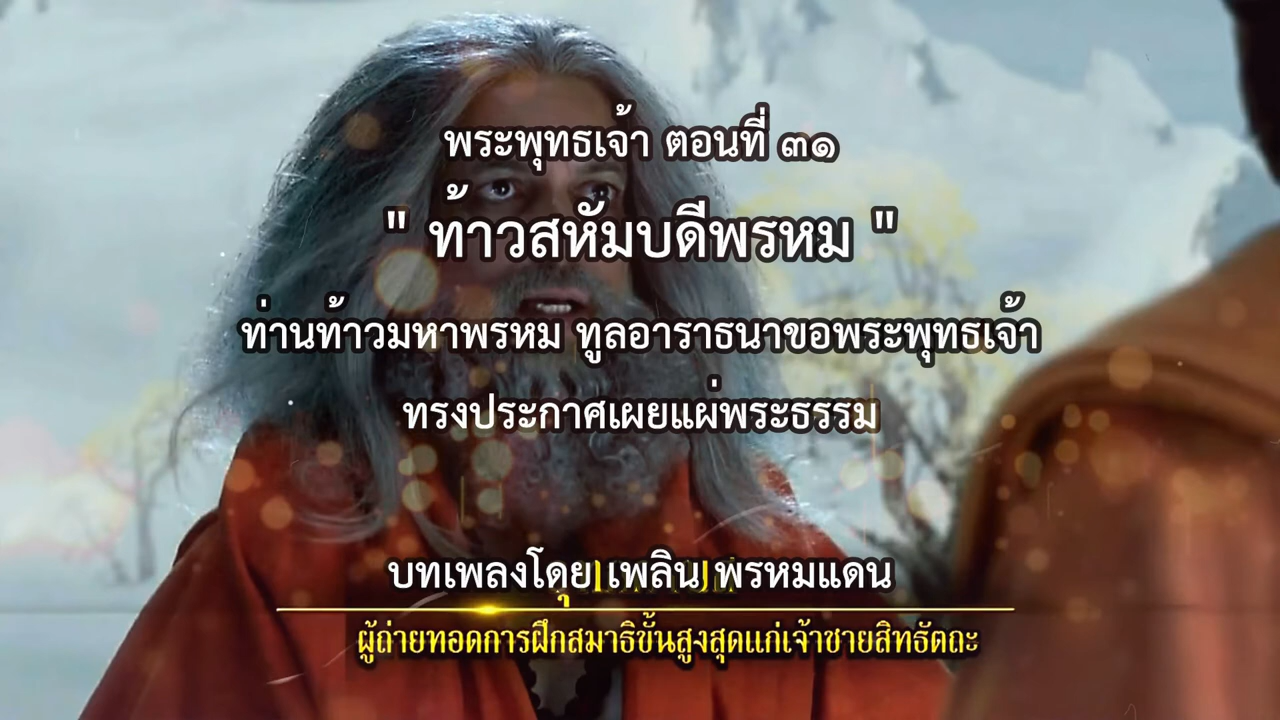 พระพุทธเจ้า ตอนที่ ๓๑
" ท้าวสหัมบดีพรหม "
ท่านท้าวมหาพรหม ทูลอาราธนาขอพระพุทธเจ้า
ทรงประกาศเผยแผ่พระธรรม
บทเพลงโดย เพลิน พรหมแดน
ผู้ถ่ายทอดการฝึกสมาธิขั้นสูงสุดแก่เจ้าชายสิทธัตถะ